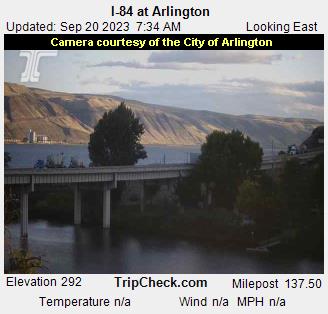 I-84 at Arlington
Updated: Sep 20 2023 7:34 AM Looking East
Camera courtesy of the City of Arlington
Elevation 292 TripCheck.com Milepost 137.50
Temperature n/a Wind n/a MPH n/a